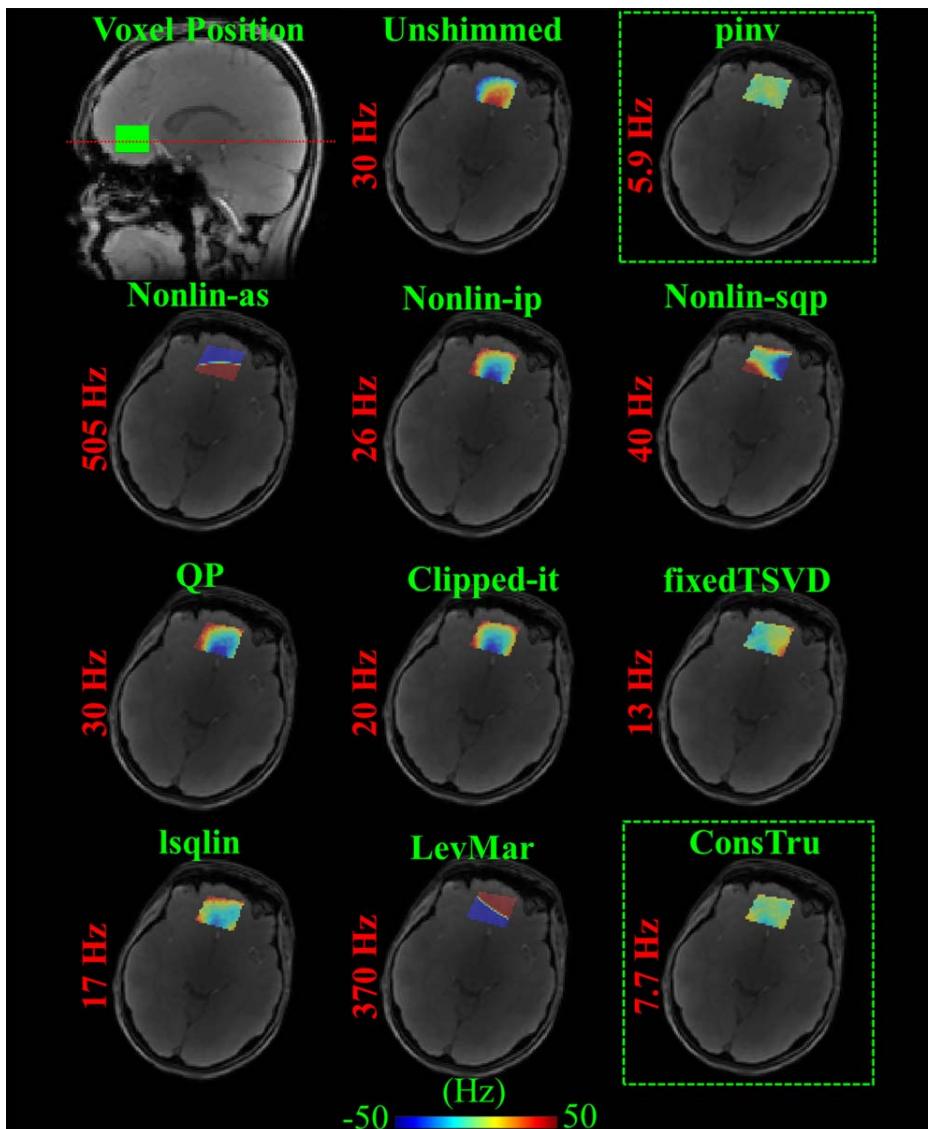 Voxel Position
Unshimmed
pinv
30 Hz
5.9 Hz
Nonlin-as
Nonlin-ip
Nonlin-sqp
505 Hz
26 Hz
40 Hz
QP
Clipped-it
fixedTSVD
30 Hz
20 Hz
13 Hz
lsqlin
LevMar
ConsTru
17 Hz
370 Hz
7.7 Hz
(Hz)
-50
50